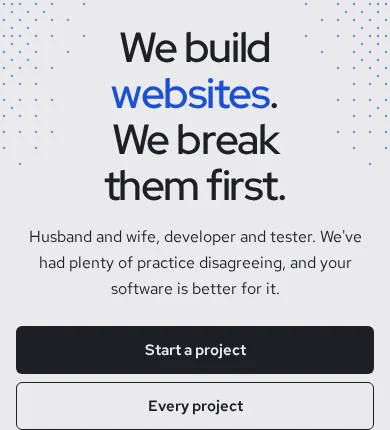 We build
websites.
We break
them first.
Husband and wife, developer and tester. We've
had plenty of practice disagreeing, and your
software is better for it.
Start a project
Every project